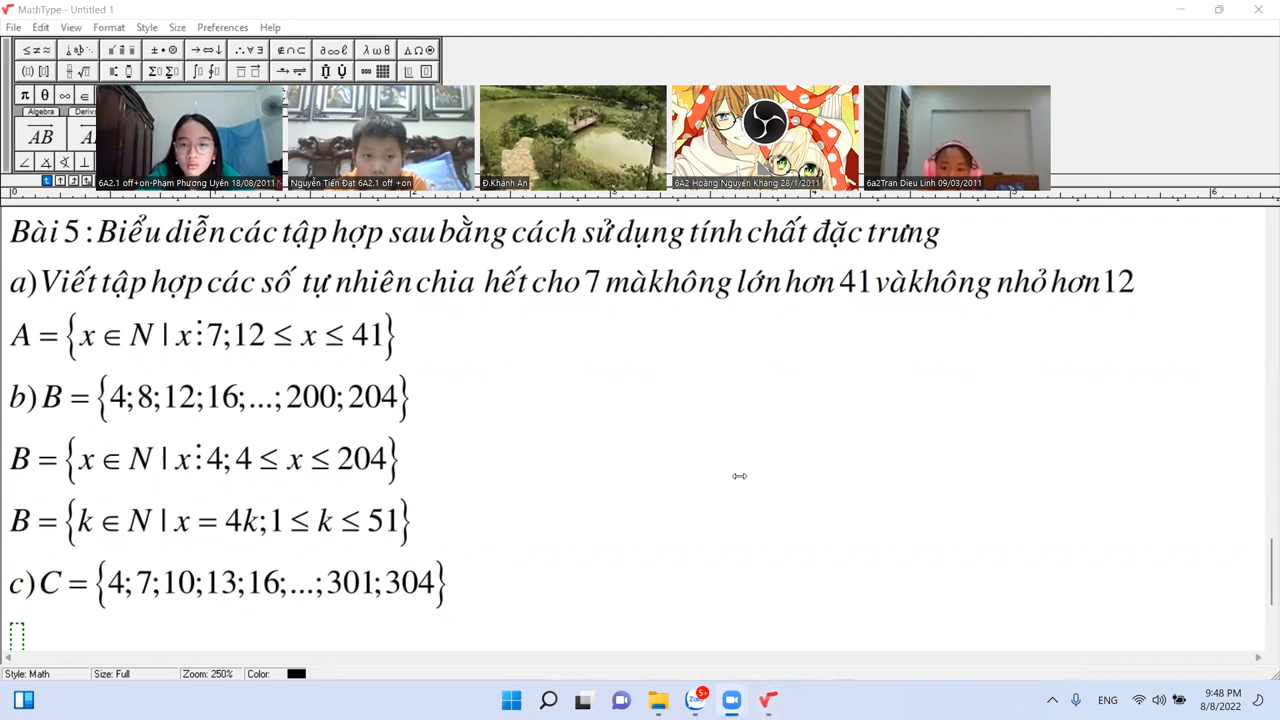 MathType - Untitled 1
File Edit View Format Style Size Preferences Help
Algebra Deriv
6A2.1 off+on-Phạm Phương Uyên 18/08/2011
Nguyễn Tiến Đạt 6A2.1 off +on
Đ.Khánh An
6A2 Hoàng Nguyên Khang 28/1/2011
6a2Tran Dieu Linh 09/03/2011
Bài 5 : Biểu diễn các tập hợp sau bằng cách sử dụng tính chất đặc trưng
a) Viết tập hợp các số tự nhiên chia hết cho 7 mà không lớn hơn 41 và không nhỏ hơn 12
A = {x ∈ N | x⋮7;12 ≤ x ≤ 41}
b) B = {4;8;12;16;...;200;204}
B = {x ∈ N | x⋮4;4 ≤ x ≤ 204}
B = {k ∈ N | x = 4k;1 ≤ k ≤ 51}
c) C = {4;7;10;13;16;...;301;304}
Style: Math Size: Full Zoom: 250% Color:
Zalo 5+
ENG
9:48 PM
8/8/2022